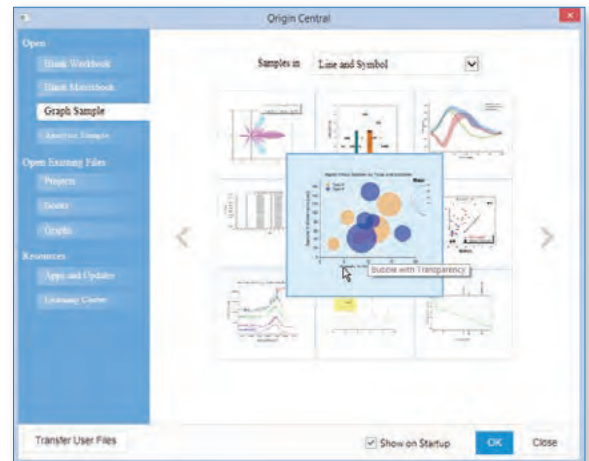 Origin Central
Open
Blank Workbook
Blank Matrixbook
Graph Sample
Analysis Sample
Open Existing Files
Projects
Books
Graphs
Resources
Apps and Updates
Learning Center
Samples in
Line and Symbol
Bubble with Transparency
Transfer User Files
Show on Startup
OK
Close